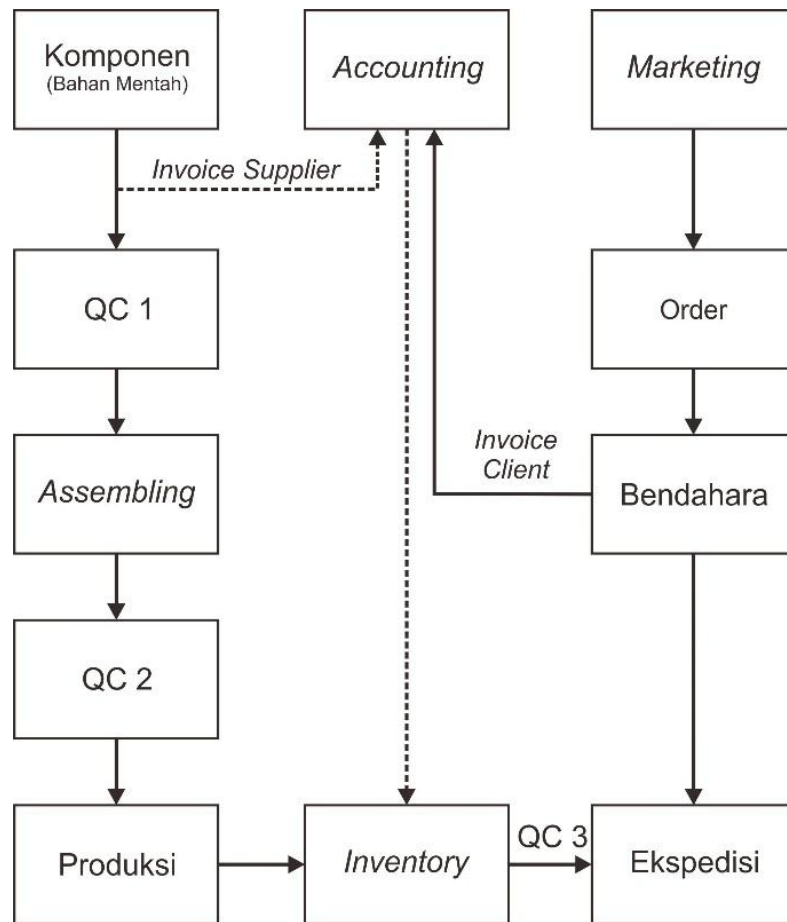 Komponen
(Bahan Mentah)
Accounting
Marketing
Invoice Supplier
QC 1
Order
Assembling
Invoice
Client
Bendahara
QC 2
Produksi
Inventory
QC 3
Ekspedisi